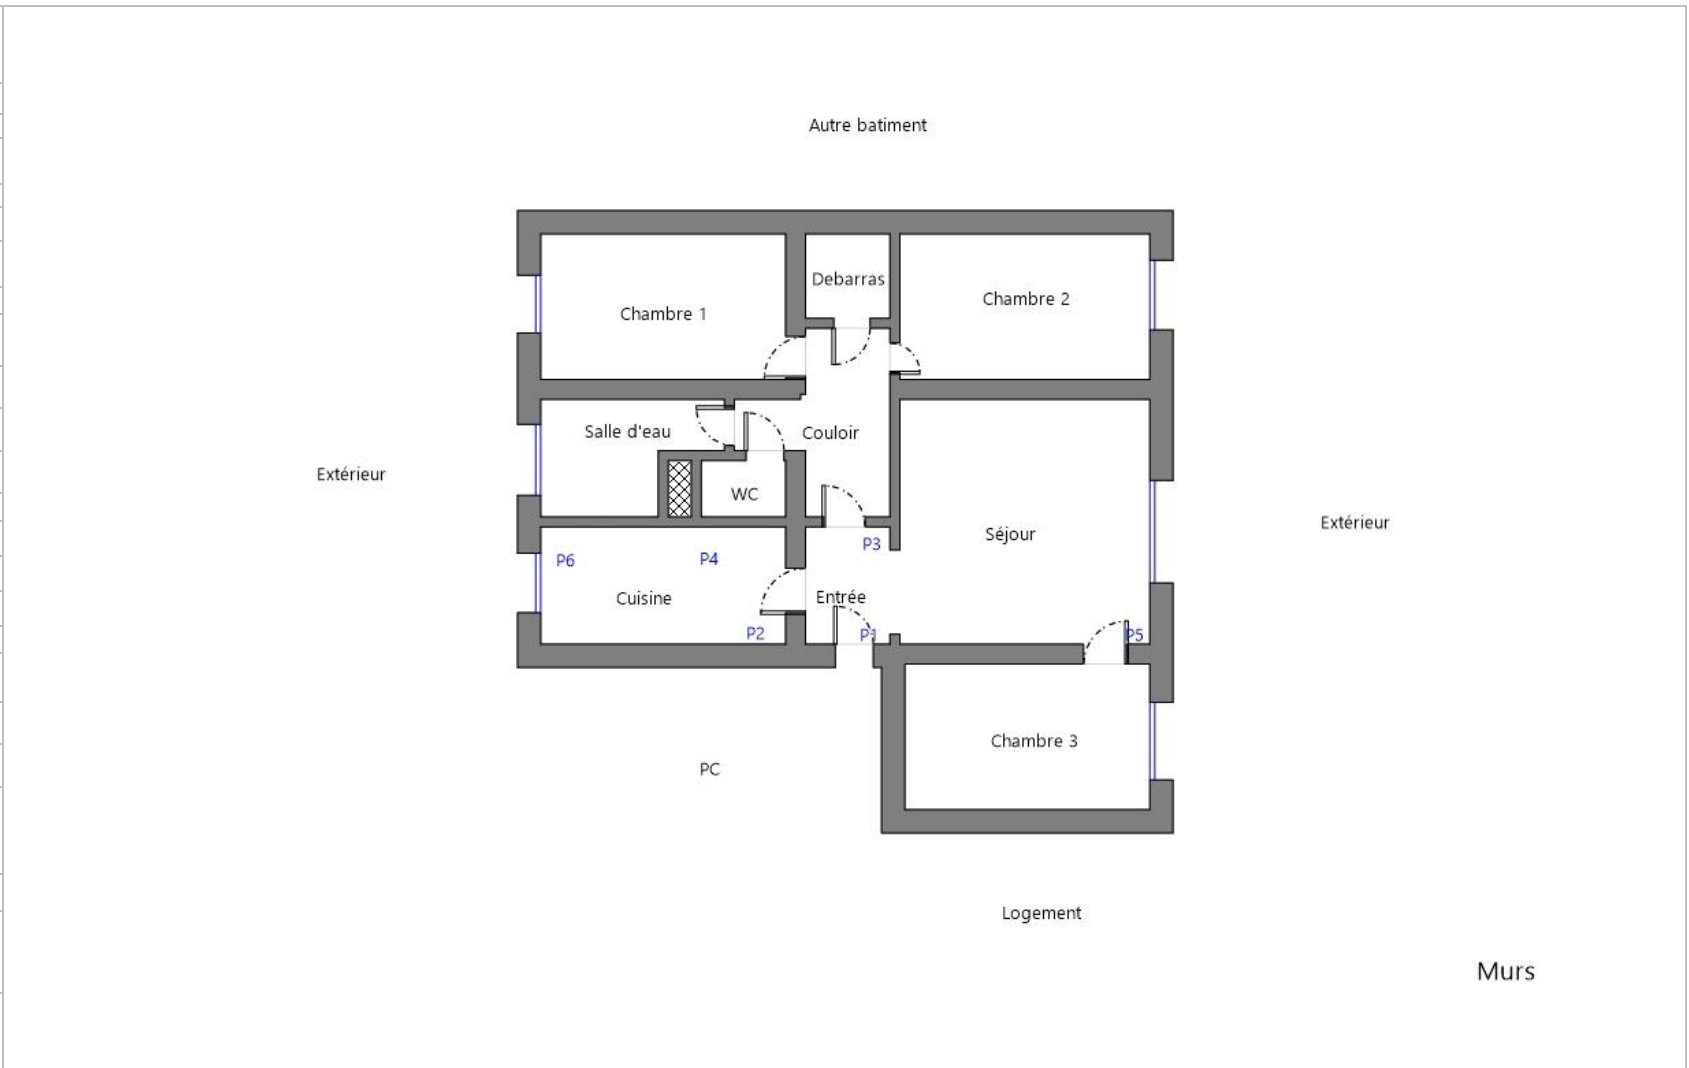 Autre batiment
Debarras
Chambre 2
Chambre 1
Salle d'eau
Couloir
Extérieur
WC
Extérieur
Séjour
P3
P6
P4
Entrée
Cuisine
P2
P1
P5
Chambre 3
PC
Logement
Murs